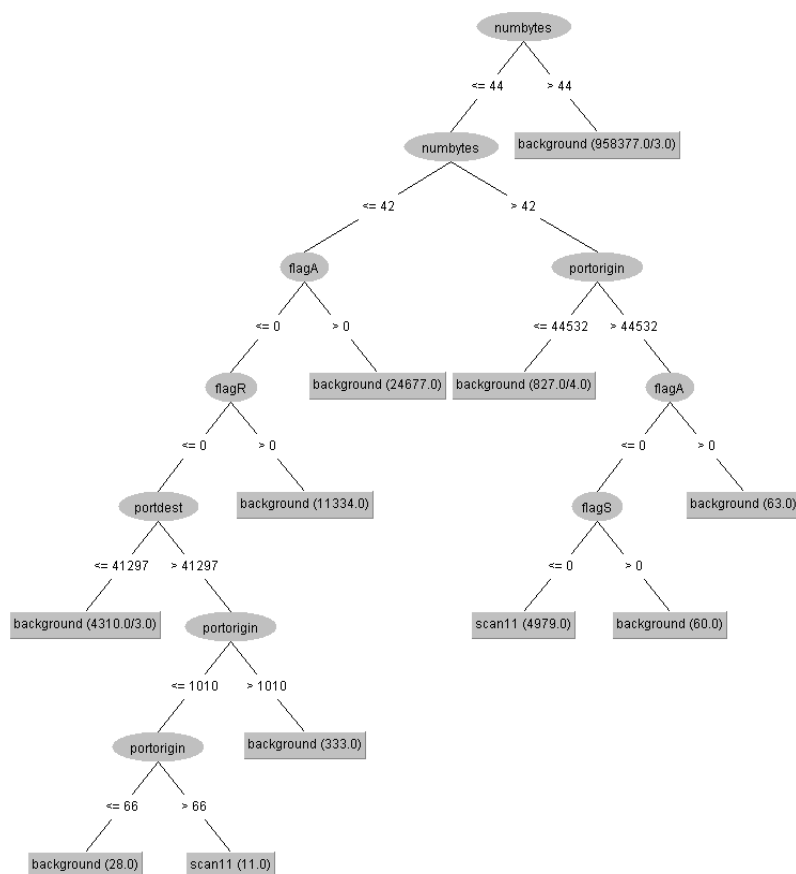 numbytes
<= 44
> 44
numbytes
background (958377.0/3.0)
<= 42
> 42
flagA
portorigin
<= 0
> 0
<= 44532
> 44532
flagR
background (24677.0)
background (827.0/4.0)
flagA
<= 0
> 0
<= 0
> 0
portdest
background (11334.0)
flagS
background (63.0)
<= 41297
> 41297
<= 0
> 0
background (4310.0/3.0)
portorigin
scan11 (4979.0)
background (60.0)
<= 1010
> 1010
portorigin
background (333.0)
<= 66
> 66
background (28.0)
scan11 (11.0)